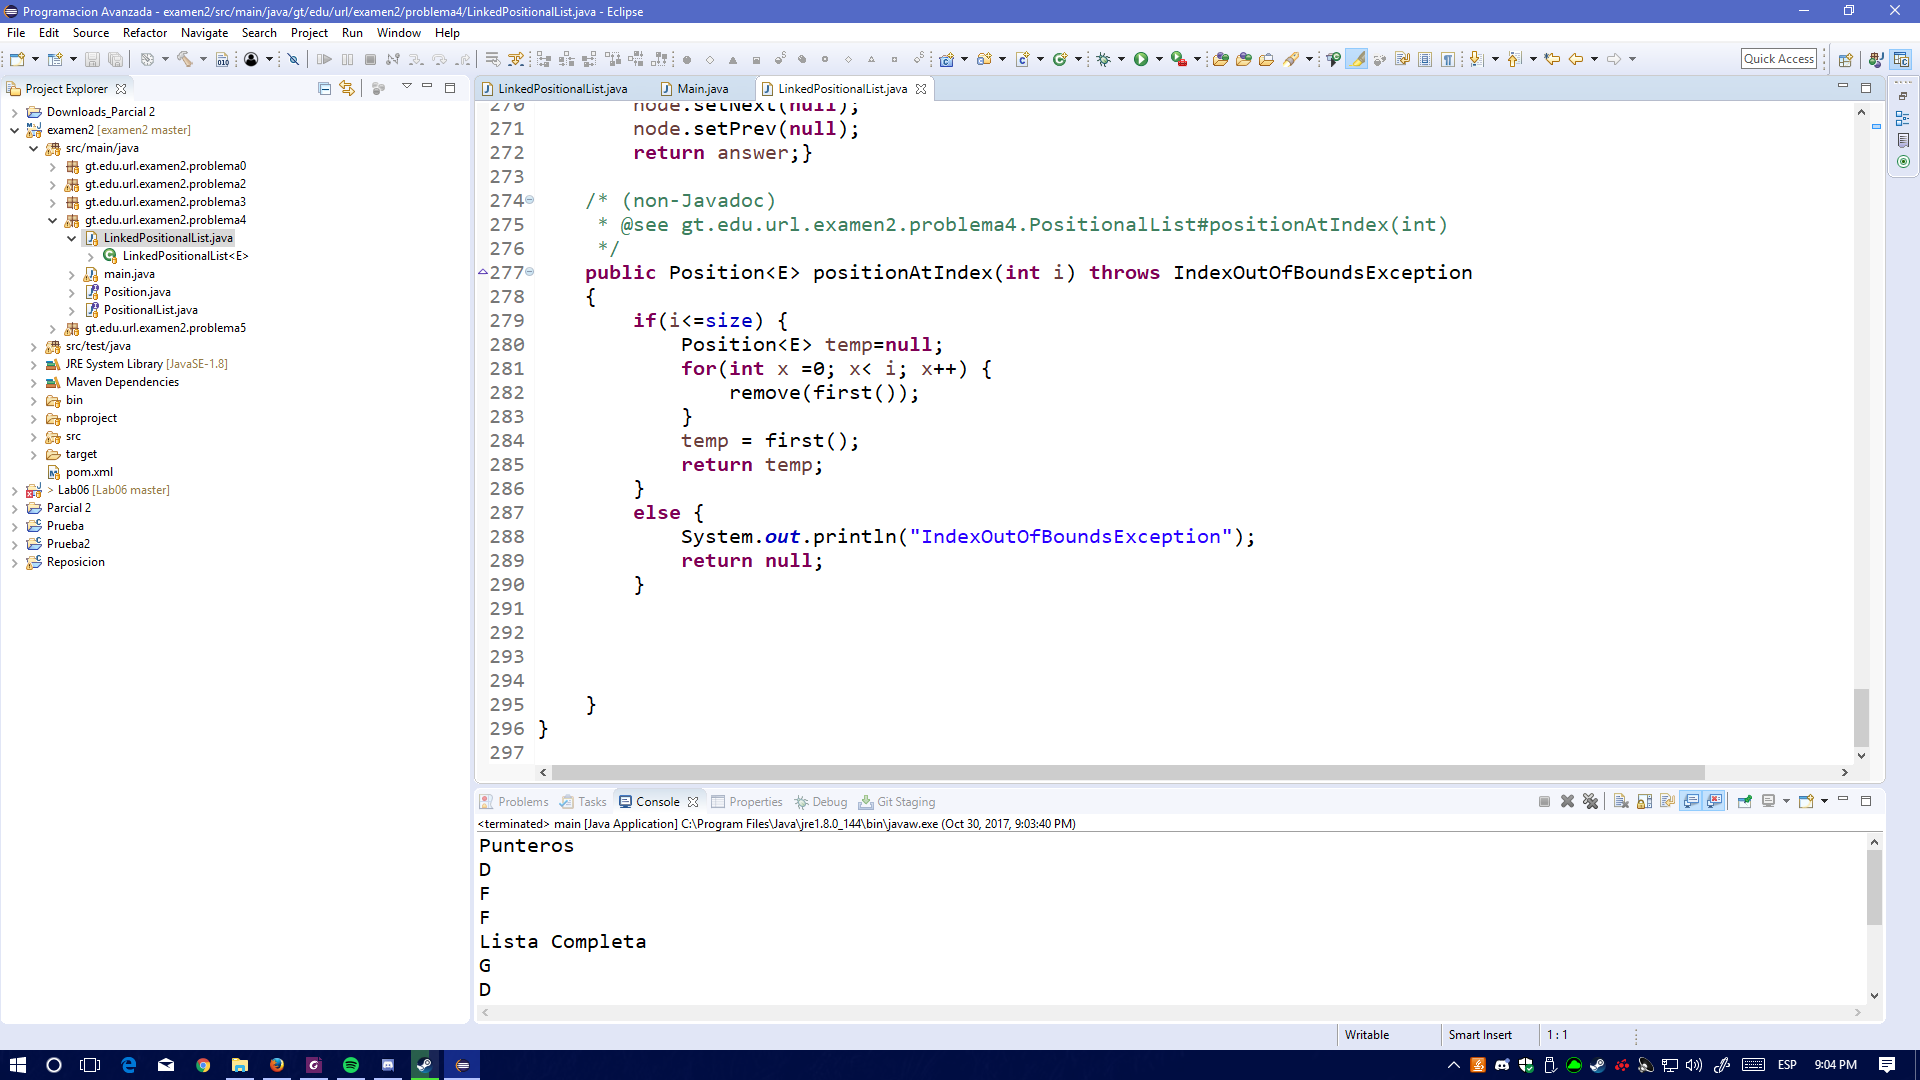 Programacion Avanzada - examen2/src/main/java/gt/edu/url/examen2/problema4/LinkedPositionalList.java - Eclipse
File Edit Source Refactor Navigate Search Project Run Window Help
Quick Access
Project Explorer
Downloads_Parcial 2
examen2 [examen2 master]
src/main/java
gt.edu.url.examen2.problema0
gt.edu.url.examen2.problema2
gt.edu.url.examen2.problema3
gt.edu.url.examen2.problema4
LinkedPositionalList.java
LinkedPositionalList<E>
main.java
Position.java
PositionalList.java
gt.edu.url.examen2.problema5
src/test/java
JRE System Library [JavaSE-1.8]
Maven Dependencies
bin
nbproject
src
target
pom.xml
> Lab06 [Lab06 master]
Parcial 2
Prueba
Prueba2
Reposicion
LinkedPositionalList.java Main.java LinkedPositionalList.java
270 node.setNext(null);
271 node.setPrev(null);
272 return answer;}
273
274 /* (non-Javadoc)
275 * @see gt.edu.url.examen2.problema4.PositionalList#positionAtIndex(int)
276 */
277 public Position<E> positionAtIndex(int i) throws IndexOutOfBoundsException
278 {
279 if(i<=size) {
280 Position<E> temp=null;
281 for(int x =0; x< i; x++) {
282 remove(first());
283 }
284 temp = first();
285 return temp;
286 }
287 else {
288 System.out.println("IndexOutOfBoundsException");
289 return null;
290 }
291
292
293
294
295 }
296 }
297
Problems Tasks Console Properties Debug Git Staging
<terminated> main [Java Application] C:\Program Files\Java\jre1.8.0_144\bin\javaw.exe (Oct 30, 2017, 9:03:40 PM)
Punteros
D
F
F
Lista Completa
G
D
Writable Smart Insert 1 : 1
ESP 9:04 PM